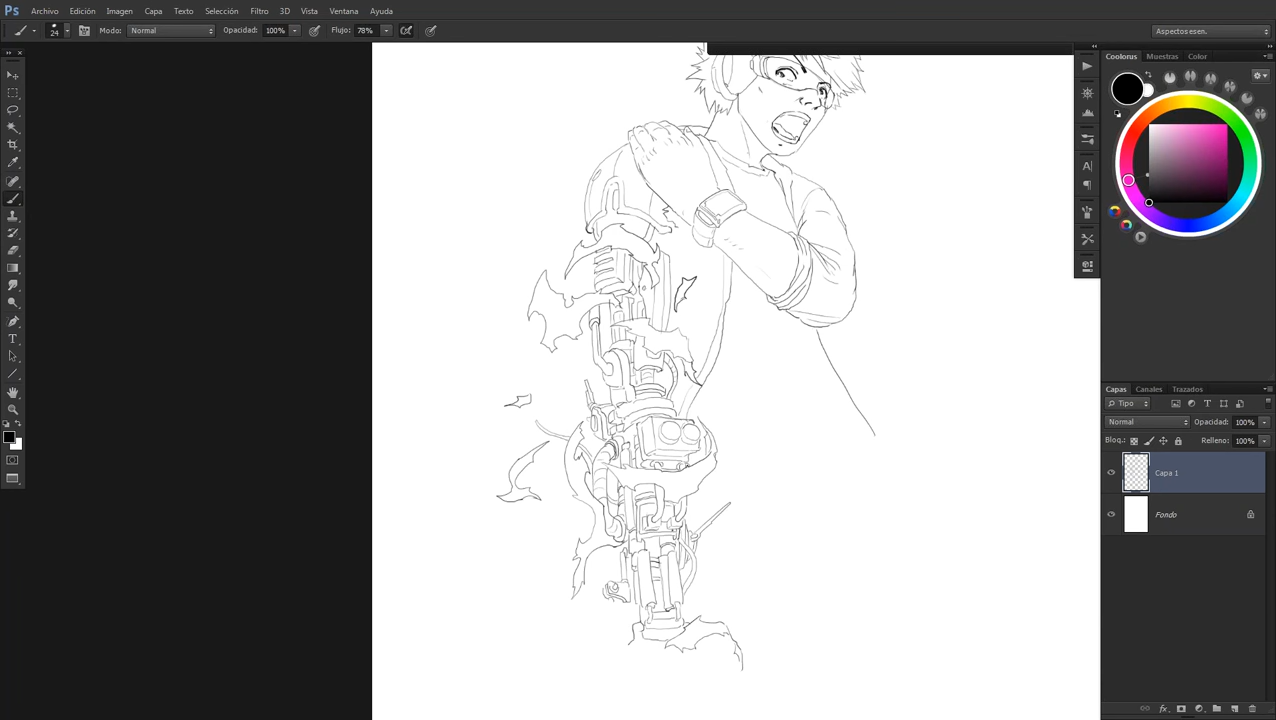 Ps Archivo Edición Imagen Capa Texto Selección Filtro 3D Vista Ventana Ayuda
24 Modo: Normal Opacidad: 100% Flujo: 78% Aspectos esen.
Coolorus Muestras Color
Capas Canales Trazados
Tipo
Normal Opacidad: 100%
Bloq.: Relleno: 100%
Capa 1
Fondo
fx